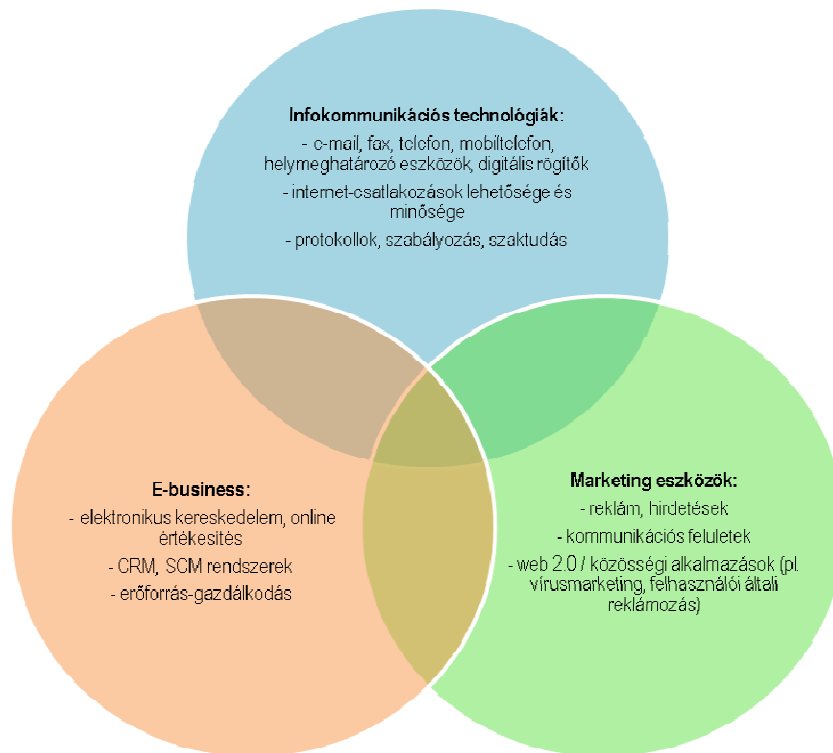 Infokommunikációs technológiák:
- e-mail, fax, telefon, mobiltelefon,
helymeghatározó eszközök, digitális rögítők
- internet-csatlakozások lehetősége és
minősége
- protokollok, szabályozás, szaktudás
E-business:
- elektronikus kereskedelem, online
értékesítés
- CRM, SCM rendszerek
- erőforrás-gazdálkodás
Marketing eszközök:
- reklám, hirdetések
- kommunikációs felületek
- web 2.0 / közösségi alkalmazások (pl.
vírusmarketing, felhasználói általi
reklámozás)